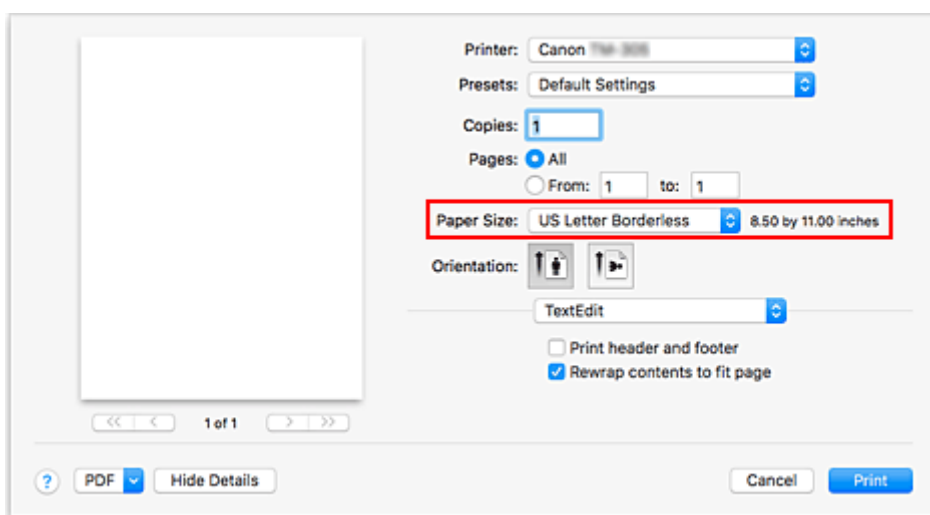 Printer: Canon
Presets: Default Settings
Copies: 1
Pages: All
From: 1 to: 1
Paper Size: US Letter Borderless 8.50 by 11.00 inches
Orientation:
TextEdit
Print header and footer
Rewrap contents to fit page
<< < 1 of 1 > >>
? PDF Hide Details Cancel Print